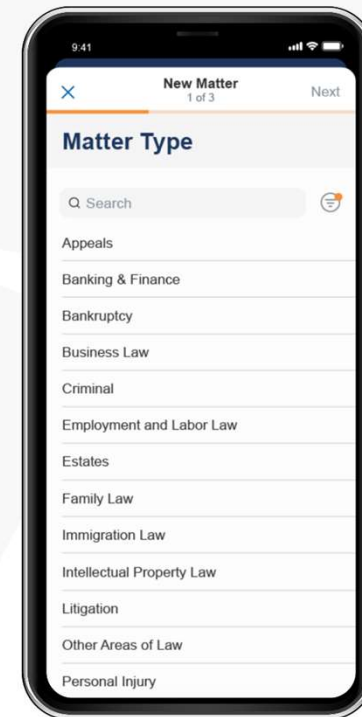 9:41
New Matter
1 of 3
Next
Matter Type
Search
Appeals
Banking & Finance
Bankruptcy
Business Law
Criminal
Employment and Labor Law
Estates
Family Law
Immigration Law
Intellectual Property Law
Litigation
Other Areas of Law
Personal Injury